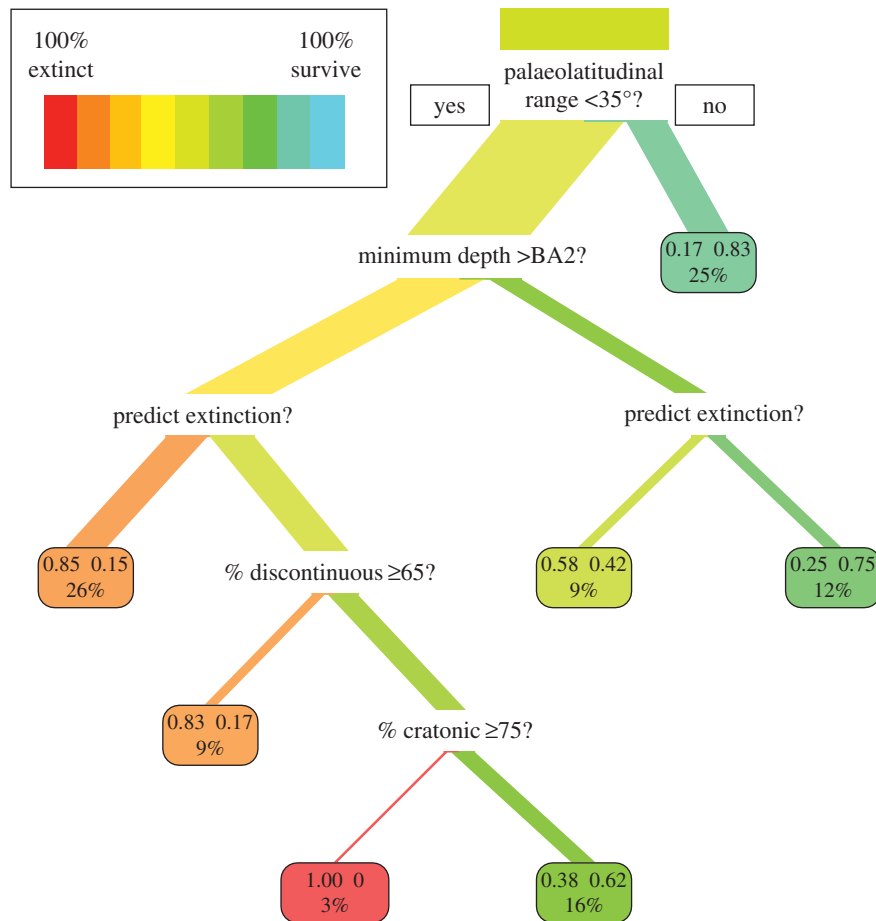 100% 100%
extinct survive
palaeolatitudinal
range <35°?
yes
no
minimum depth >BA2?
0.17 0.83
25%
predict extinction?
predict extinction?
0.85 0.15
26%
% discontinuous ≥65?
0.58 0.42
9%
0.25 0.75
12%
0.83 0.17
9%
% cratonic ≥75?
1.00 0
3%
0.38 0.62
16%